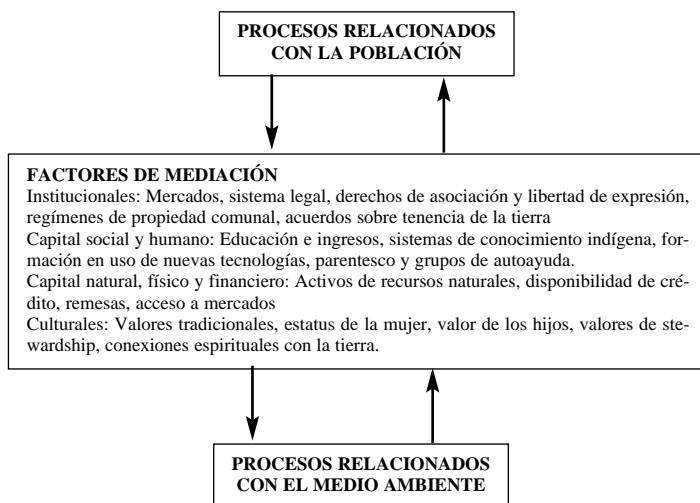 PROCESOS RELACIONADOS
CON LA POBLACIÓN
FACTORES DE MEDIACIÓN
Institucionales: Mercados, sistema legal, derechos de asociación y libertad de expresión,
regímenes de propiedad comunal, acuerdos sobre tenencia de la tierra
Capital social y humano: Educación e ingresos, sistemas de conocimiento indígena, for-
mación en uso de nuevas tecnologías, parentesco y grupos de autoayuda.
Capital natural, físico y financiero: Activos de recursos naturales, disponibilidad de cré-
dito, remesas, acceso a mercados
Culturales: Valores tradicionales, estatus de la mujer, valor de los hijos, valores de ste-
wardship, conexiones espirituales con la tierra.
PROCESOS RELACIONADOS
CON EL MEDIO AMBIENTE